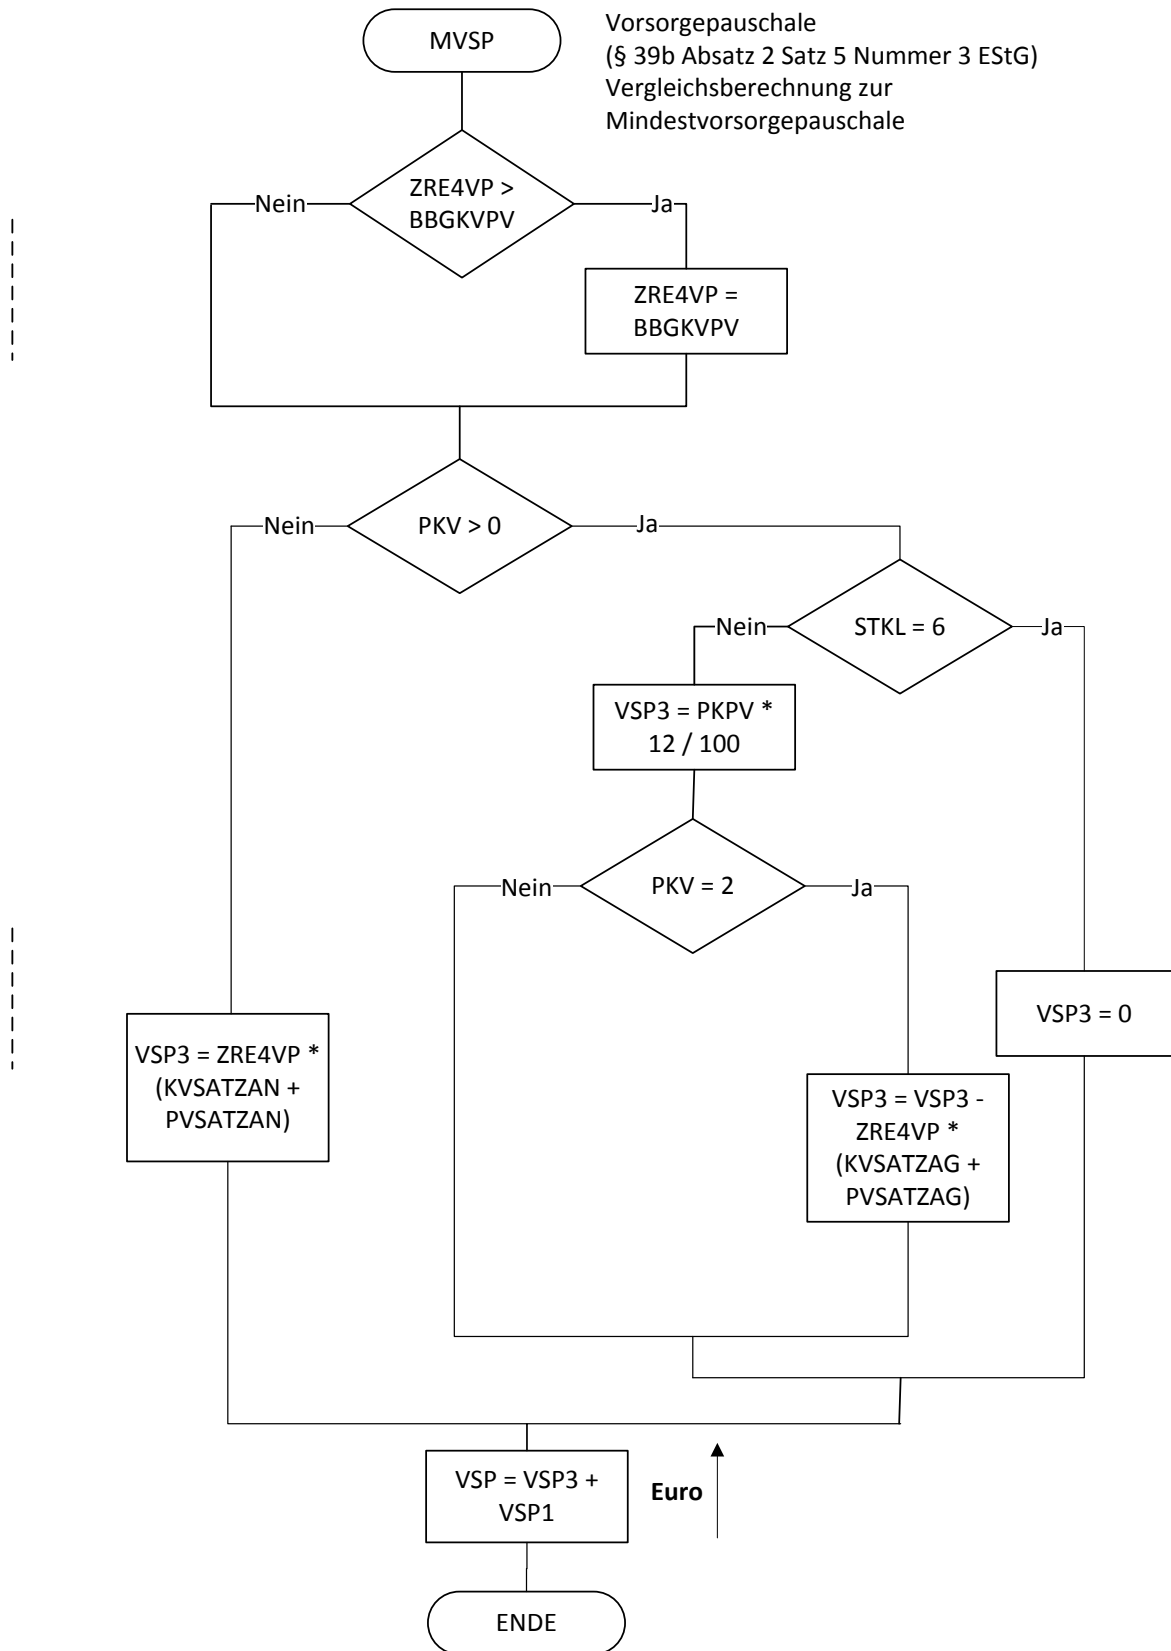 MVSP
Vorsorgepauschale
(§ 39b Absatz 2 Satz 5 Nummer 3 EStG)
Vergleichsberechnung zur
Mindestvorsorgepauschale
ZRE4VP >
BBGKVPV
Nein
Ja
ZRE4VP =
BBGKVPV
PKV > 0
Nein
Ja
STKL = 6
Nein
Ja
VSP3 = PKPV *
12 / 100
PKV = 2
Nein
Ja
VSP3 = 0
VSP3 = ZRE4VP *
(KVSATZAN +
PVSATZAN)
VSP3 = VSP3 -
ZRE4VP *
(KVSATZAG +
PVSATZAG)
VSP = VSP3 +
VSP1
Euro
ENDE